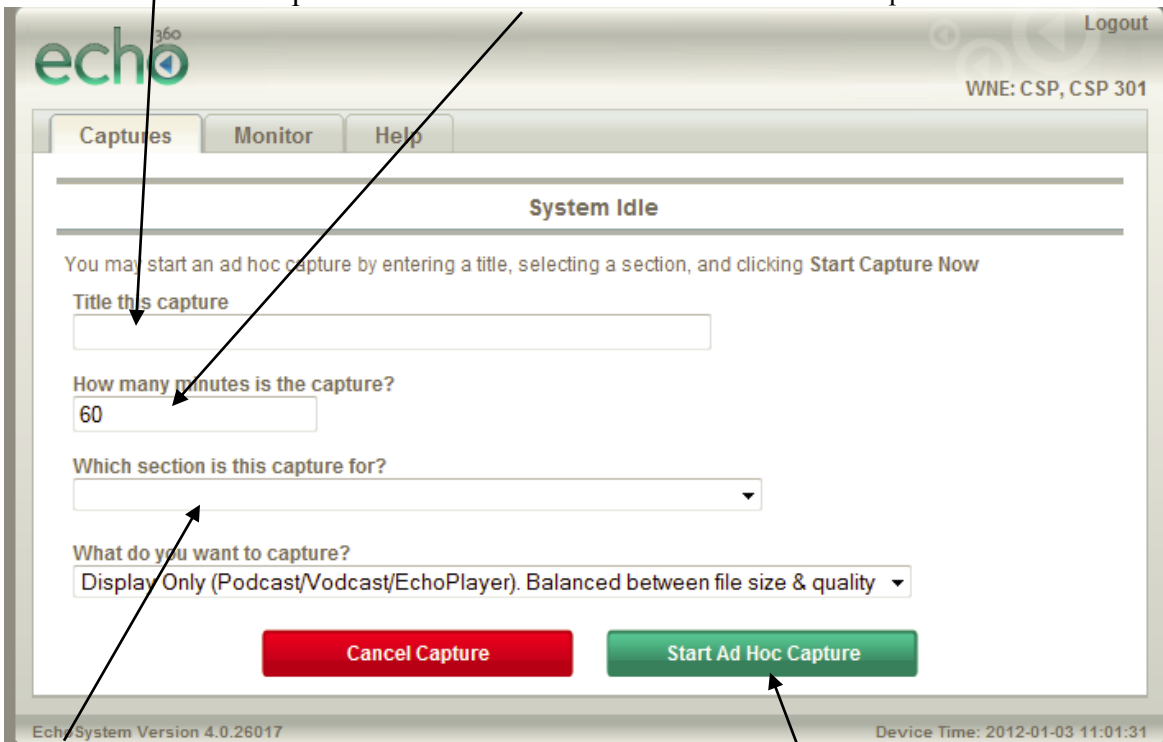 Logout
echo360
WNE: CSP, CSP 301
Captures Monitor Help
System Idle
You may start an ad hoc capture by entering a title, selecting a section, and clicking Start Capture Now
Title this capture
How many minutes is the capture?
60
Which section is this capture for?
What do you want to capture?
Display Only (Podcast/Vodcast/EchoPlayer). Balanced between file size & quality
Cancel Capture Start Ad Hoc Capture
EchoSystem Version 4.0.26017 Device Time: 2012-01-03 11:01:31